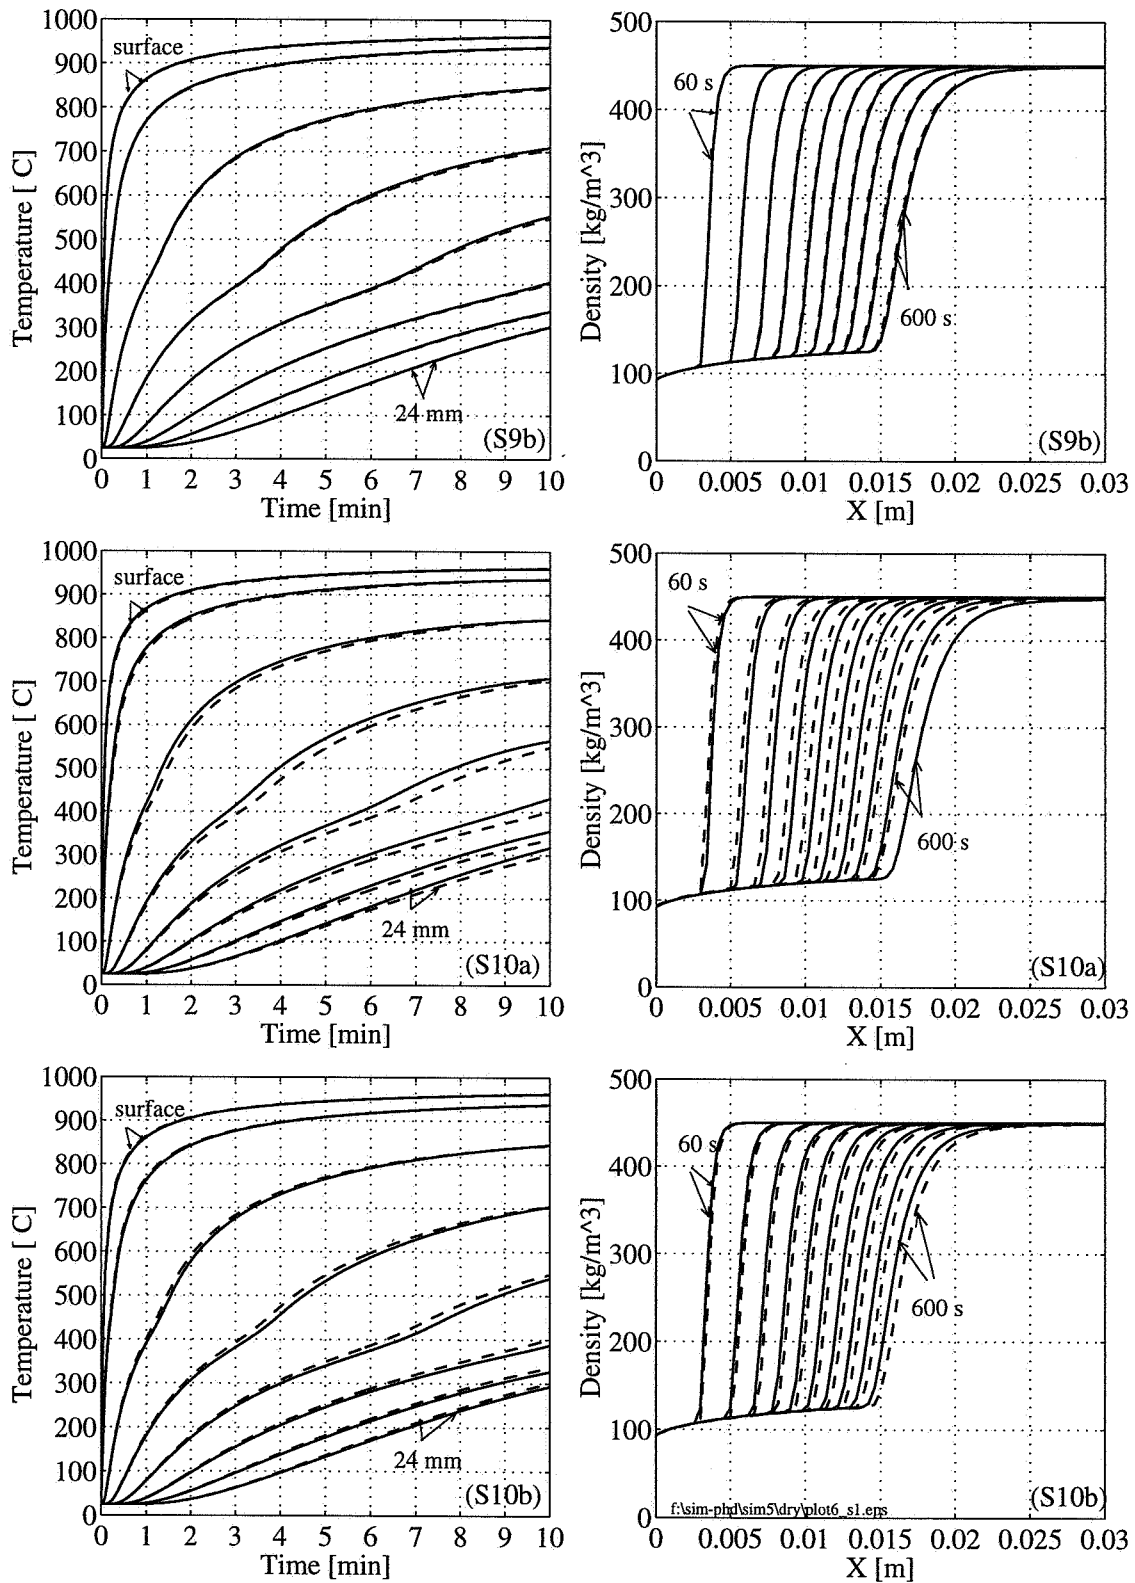 1000
900
800
700
600
500
400
300
200
100
0
Temperature [ C]
surface
24 mm
(S9b)
0 1 2 3 4 5 6 7 8 9 10
Time [min]
500
400
300
200
100
0
Density [kg/m^3]
60 s
600 s
(S9b)
0 0.005 0.01 0.015 0.02 0.025 0.03
X [m]
1000
900
800
700
600
500
400
300
200
100
0
Temperature [ C]
surface
24 mm
(S10a)
0 1 2 3 4 5 6 7 8 9 10
Time [min]
500
400
300
200
100
0
Density [kg/m^3]
60 s
600 s
(S10a)
0 0.005 0.01 0.015 0.02 0.025 0.03
X [m]
1000
900
800
700
600
500
400
300
200
100
0
Temperature [ C]
surface
24 mm
(S10b)
0 1 2 3 4 5 6 7 8 9 10
Time [min]
500
400
300
200
100
0
Density [kg/m^3]
60 s
600 s
(S10b)
f:\sim-phd\sim5\dry\plot6_s1.eps
0 0.005 0.01 0.015 0.02 0.025 0.03
X [m]